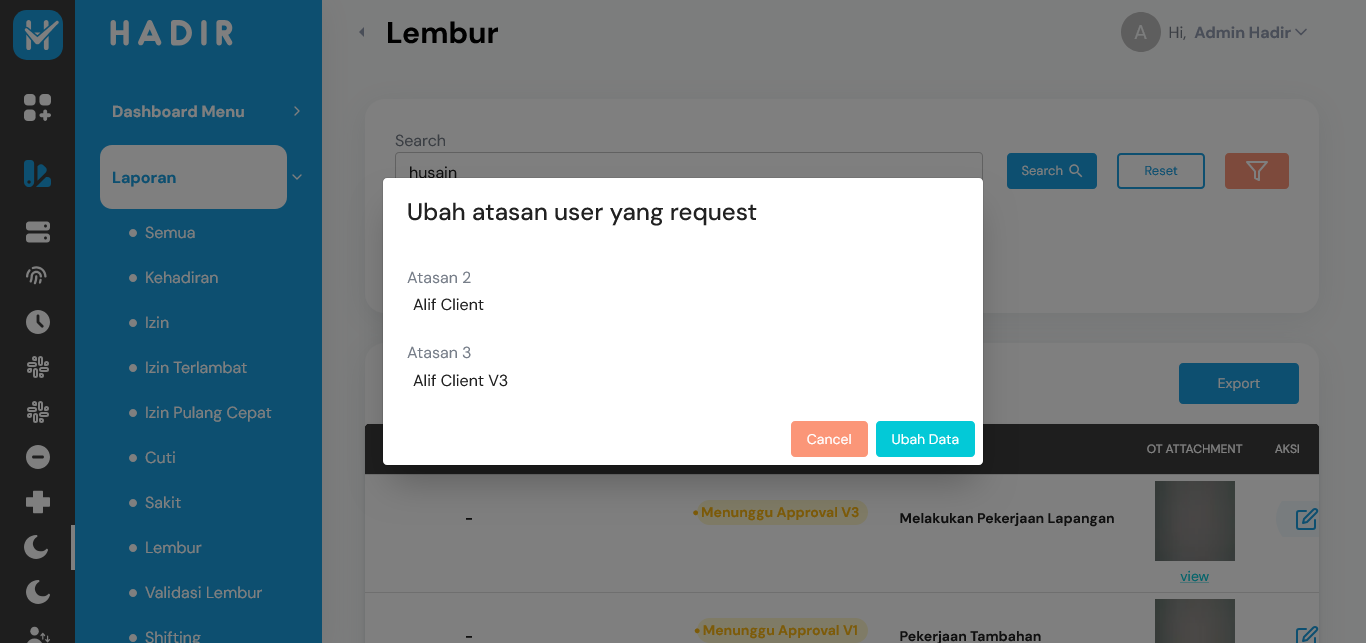 HADIR
Dashboard Menu
Laporan
Semua
Kehadiran
Izin
Izin Terlambat
Izin Pulang Cepat
Cuti
Sakit
Lembur
Validasi Lembur
Shifting
Lembur
A
Hi, Admin Hadir
Search
husain
Search
Reset
Ubah atasan user yang request
Atasan 2
Alif Client
Atasan 3
Alif Client V3
Cancel
Ubah Data
Export
OT ATTACHMENT AKSI
- Menunggu Approval V3 Melakukan Pekerjaan Lapangan
view
- Menunggu Approval V1 Pekerjaan Tambahan